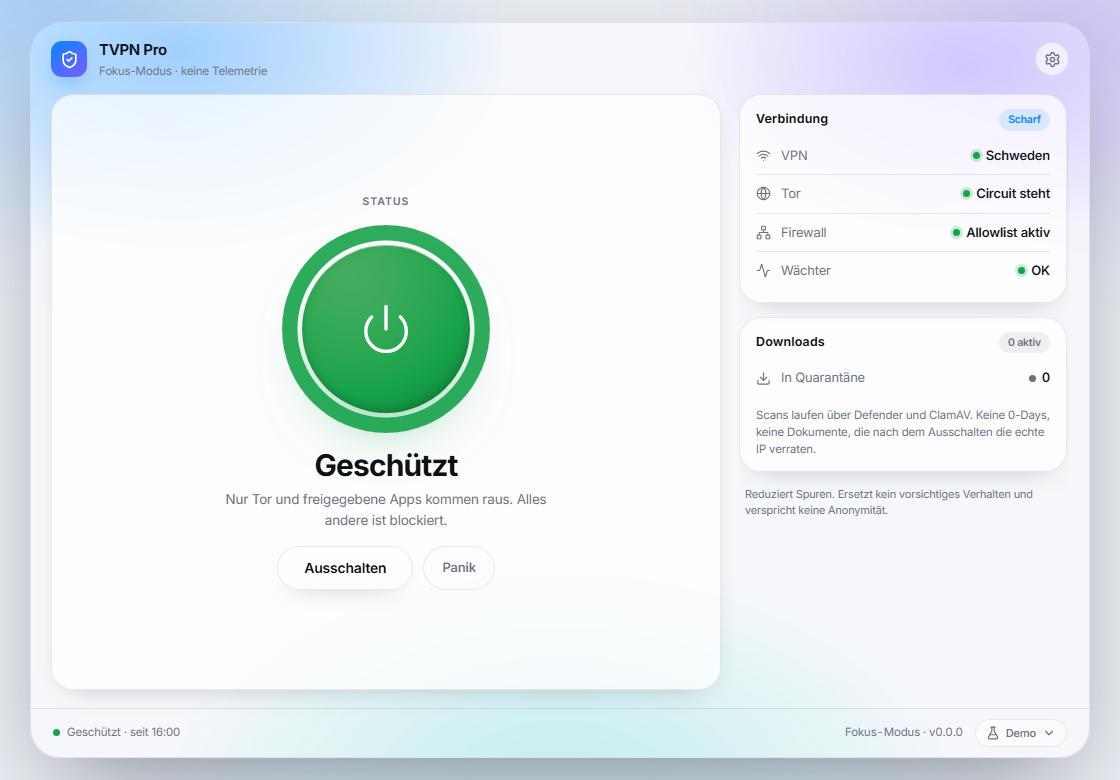 TVPN Pro
Fokus-Modus · keine Telemetrie
STATUS
Geschützt
Nur Tor und freigegebene Apps kommen raus. Alles
andere ist blockiert.
Ausschalten
Panik
Verbindung
Scharf
VPN
Schweden
Tor
Circuit steht
Firewall
Allowlist aktiv
Wächter
OK
Downloads
0 aktiv
In Quarantäne
0
Scans laufen über Defender und ClamAV. Keine 0-Days,
keine Dokumente, die nach dem Ausschalten die echte
IP verraten.
Reduziert Spuren. Ersetzt kein vorsichtiges Verhalten und
verspricht keine Anonymität.
Geschützt · seit 16:00
Fokus-Modus · v0.0.0
Demo